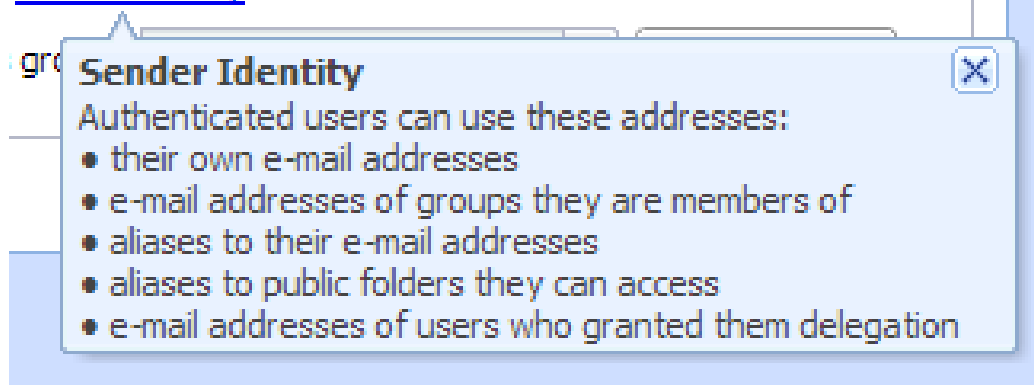 gro
Sender Identity
Authenticated users can use these addresses:
• their own e-mail addresses
• e-mail addresses of groups they are members of
• aliases to their e-mail addresses
• aliases to public folders they can access
• e-mail addresses of users who granted them delegation